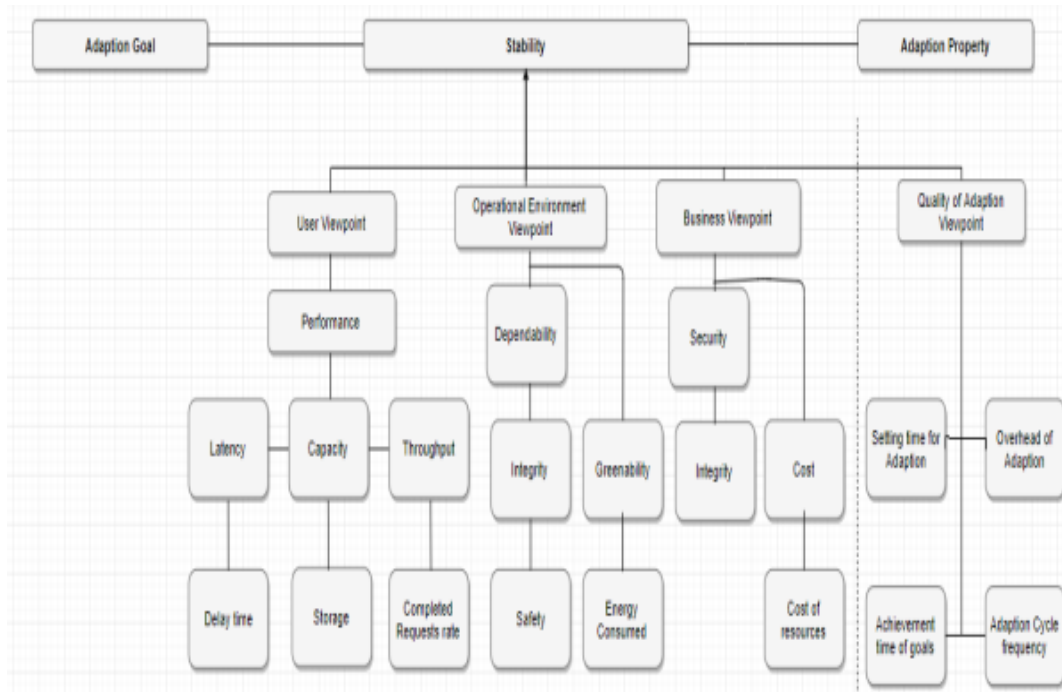 Adaption Goal
Stability
Adaption Property
User Viewpoint
Operational Environment
Viewpoint
Business Viewpoint
Quality of Adaption
Viewpoint
Performance
Dependability
Security
Latency
Capacity
Throughput
Integrity
Greenability
Integrity
Cost
Setting time for
Adaption
Overhead of
Adaption
Delay time
Storage
Completed
Requests rate
Safety
Energy
Consumed
Cost of
resources
Achievement
time of goals
Adaption Cycle
frequency